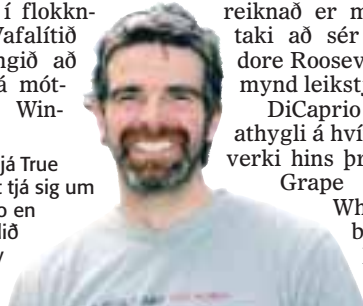 í flokkn-
Vafalítið
ngið að
á mót-
Win-
já True
t tjá sig um
o en
lið
reiknað er m
taki að sér
dore Roosev
mynd leikstj
DiCaprio
athygli á hví
verki hins þr
Grape
Wh
b